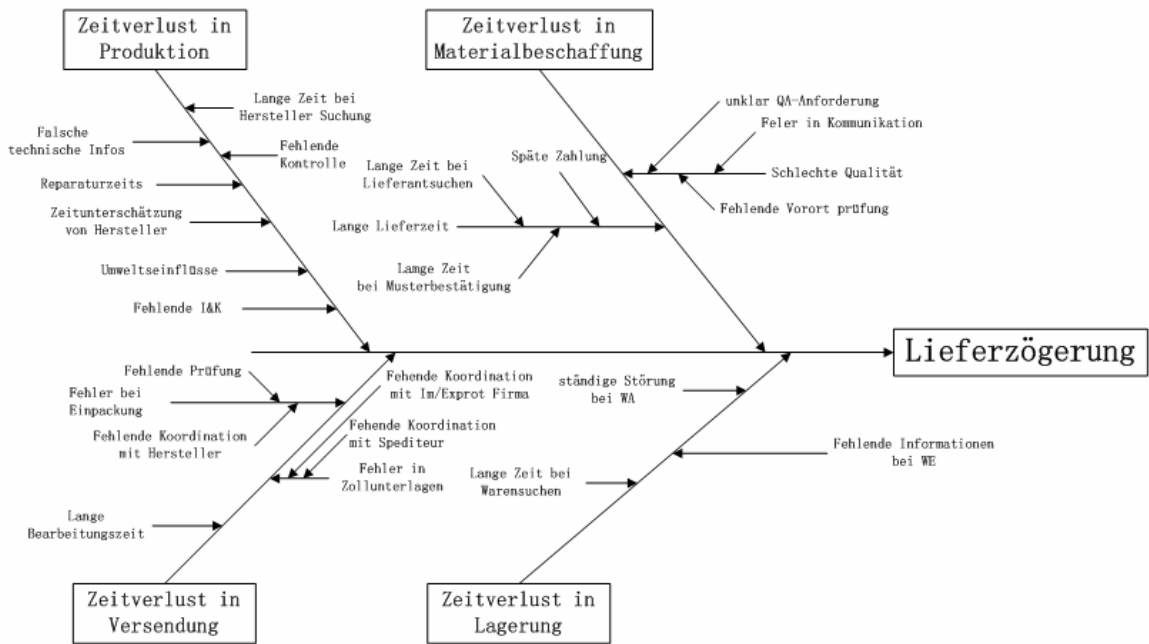 Zeitverlust in
Produktion
Zeitverlust in
Materialbeschaffung
Lange Zeit bei
Hersteller Suchung
Falsche
technische Infos
Fehlende
Kontrolle
Reparaturzeits
Zeitunterschätzung
von Hersteller
Umweltseinflüsse
Fehlende I&K
unklar QA-Anforderung
Feler in Kommunikation
Schlechte Qualität
Fehlende Vorort prüfung
Späte Zahlung
Lange Zeit bei
Lieferantsuchen
Lange Lieferzeit
Lamge Zeit
bei Musterbestätigung
Lieferzögerung
Fehlende Prüfung
Fehler bei
Einpackung
Fehlende Koordination
mit Hersteller
Fehende Koordination
mit Im/Exprot Firma
Fehende Koordination
mit Spediteur
Fehler in
Zollunterlagen
Lange
Bearbeitungszeit
ständige Störung
bei WA
Fehlende Informationen
bei WE
Lange Zeit bei
Warensuchen
Zeitverlust in
Versendung
Zeitverlust in
Lagerung